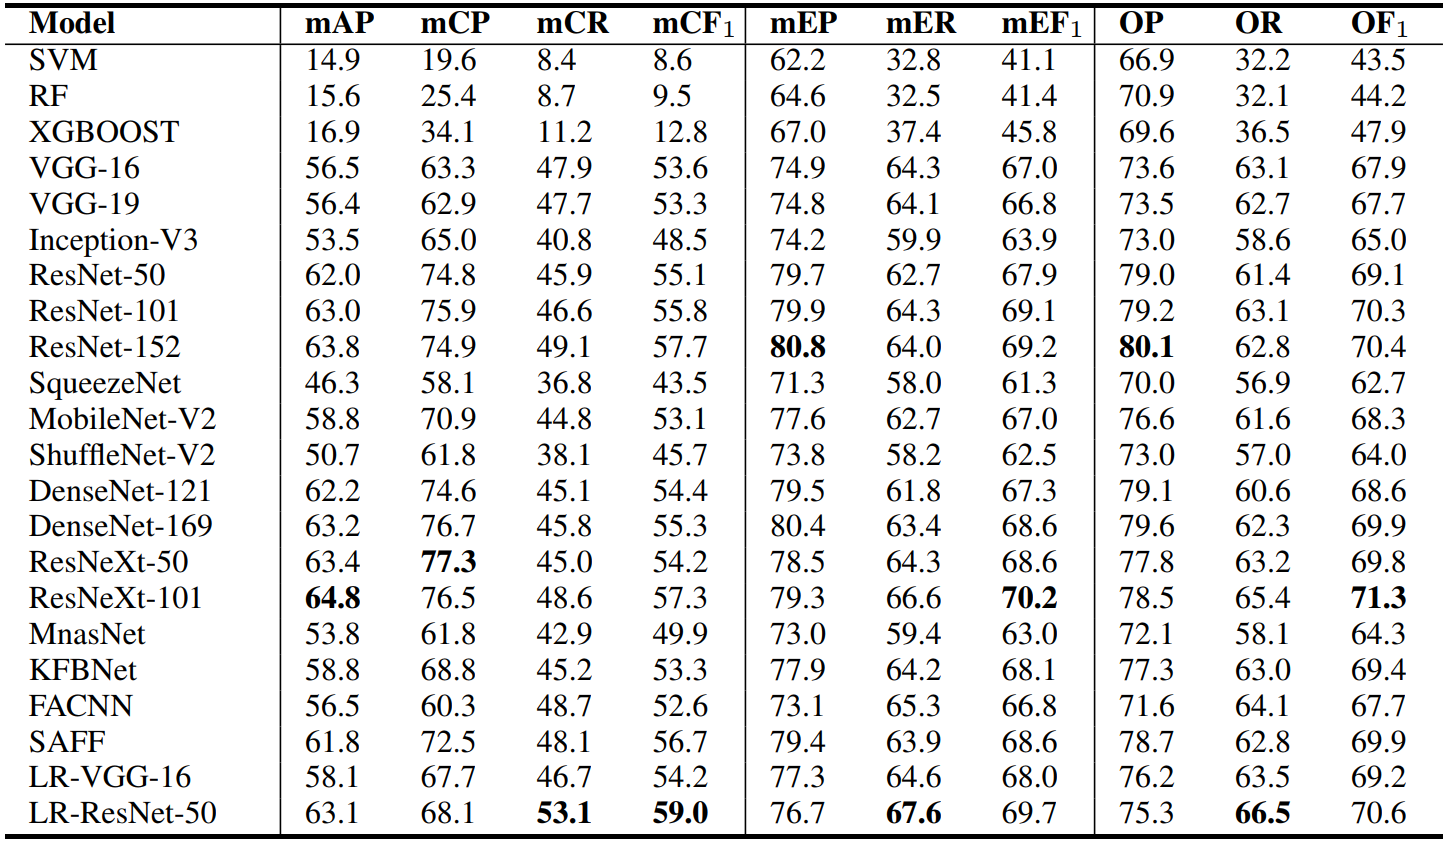 Model mAP mCP mCR mCF1 mEP mER mEF1 OP OR OF1
SVM 14.9 19.6 8.4 8.6 62.2 32.8 41.1 66.9 32.2 43.5
RF 15.6 25.4 8.7 9.5 64.6 32.5 41.4 70.9 32.1 44.2
XGBOOST 16.9 34.1 11.2 12.8 67.0 37.4 45.8 69.6 36.5 47.9
VGG-16 56.5 63.3 47.9 53.6 74.9 64.3 67.0 73.6 63.1 67.9
VGG-19 56.4 62.9 47.7 53.3 74.8 64.1 66.8 73.5 62.7 67.7
Inception-V3 53.5 65.0 40.8 48.5 74.2 59.9 63.9 73.0 58.6 65.0
ResNet-50 62.0 74.8 45.9 55.1 79.7 62.7 67.9 79.0 61.4 69.1
ResNet-101 63.0 75.9 46.6 55.8 79.9 64.3 69.1 79.2 63.1 70.3
ResNet-152 63.8 74.9 49.1 57.7 80.8 64.0 69.2 80.1 62.8 70.4
SqueezeNet 46.3 58.1 36.8 43.5 71.3 58.0 61.3 70.0 56.9 62.7
MobileNet-V2 58.8 70.9 44.8 53.1 77.6 62.7 67.0 76.6 61.6 68.3
ShuffleNet-V2 50.7 61.8 38.1 45.7 73.8 58.2 62.5 73.0 57.0 64.0
DenseNet-121 62.2 74.6 45.1 54.4 79.5 61.8 67.3 79.1 60.6 68.6
DenseNet-169 63.2 76.7 45.8 55.3 80.4 63.4 68.6 79.6 62.3 69.9
ResNeXt-50 63.4 77.3 45.0 54.2 78.5 64.3 68.6 77.8 63.2 69.8
ResNeXt-101 64.8 76.5 48.6 57.3 79.3 66.6 70.2 78.5 65.4 71.3
MnasNet 53.8 61.8 42.9 49.9 73.0 59.4 63.0 72.1 58.1 64.3
KFBNet 58.8 68.8 45.2 53.3 77.9 64.2 68.1 77.3 63.0 69.4
FACNN 56.5 60.3 48.7 52.6 73.1 65.3 66.8 71.6 64.1 67.7
SAFF 61.8 72.5 48.1 56.7 79.4 63.9 68.6 78.7 62.8 69.9
LR-VGG-16 58.1 67.7 46.7 54.2 77.3 64.6 68.0 76.2 63.5 69.2
LR-ResNet-50 63.1 68.1 53.1 59.0 76.7 67.6 69.7 75.3 66.5 70.6